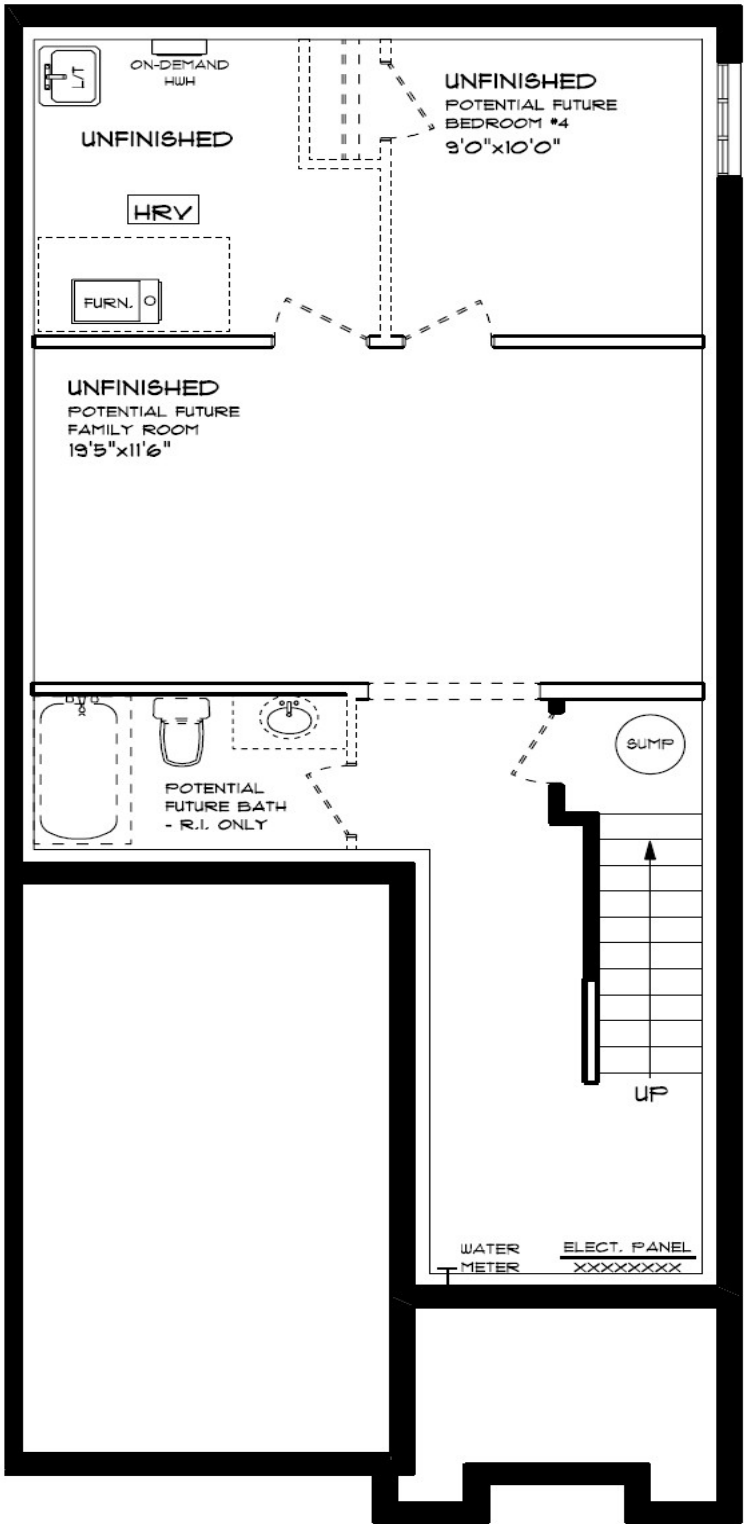 L/T
ON-DEMAND
HWH
UNFINISHED
UNFINISHED
POTENTIAL FUTURE
BEDROOM #4
9'0"x10'0"
HRV
FURN.
UNFINISHED
POTENTIAL FUTURE
FAMILY ROOM
19'5"x11'6"
POTENTIAL
FUTURE BATH
- R.I. ONLY
SUMP
UP
WATER
METER
ELECT. PANEL
XXXXXXXX